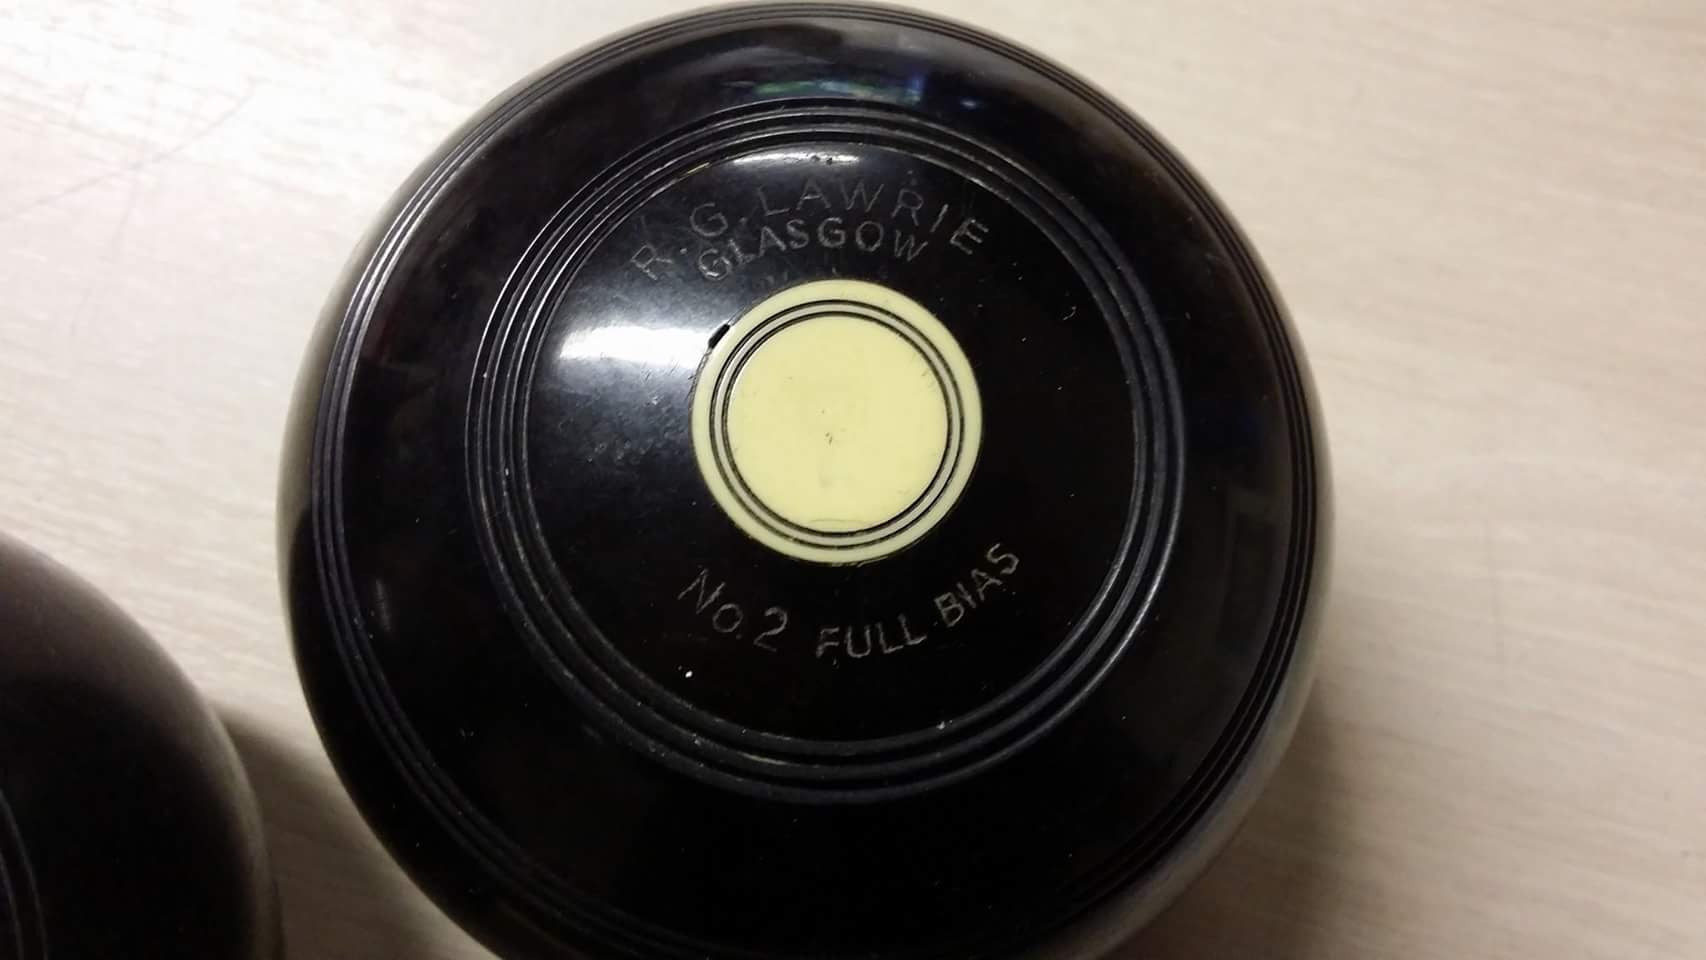 R.G. LAWRIE
GLASGOW
No. 2 FULL BIAS